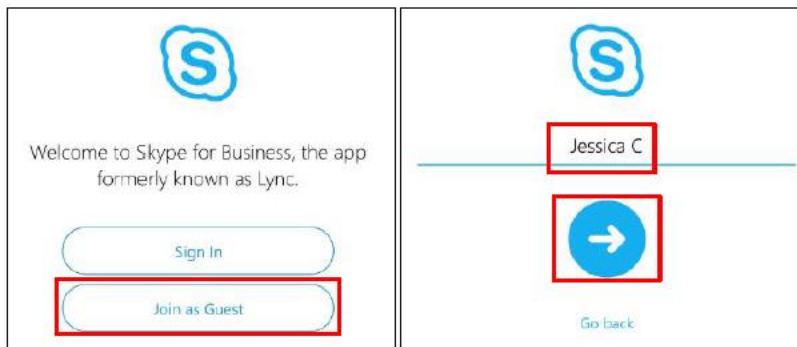 Welcome to Skype for Business, the app
formerly known as Lync.
Sign In
Join as Guest
Jessica C
Go back